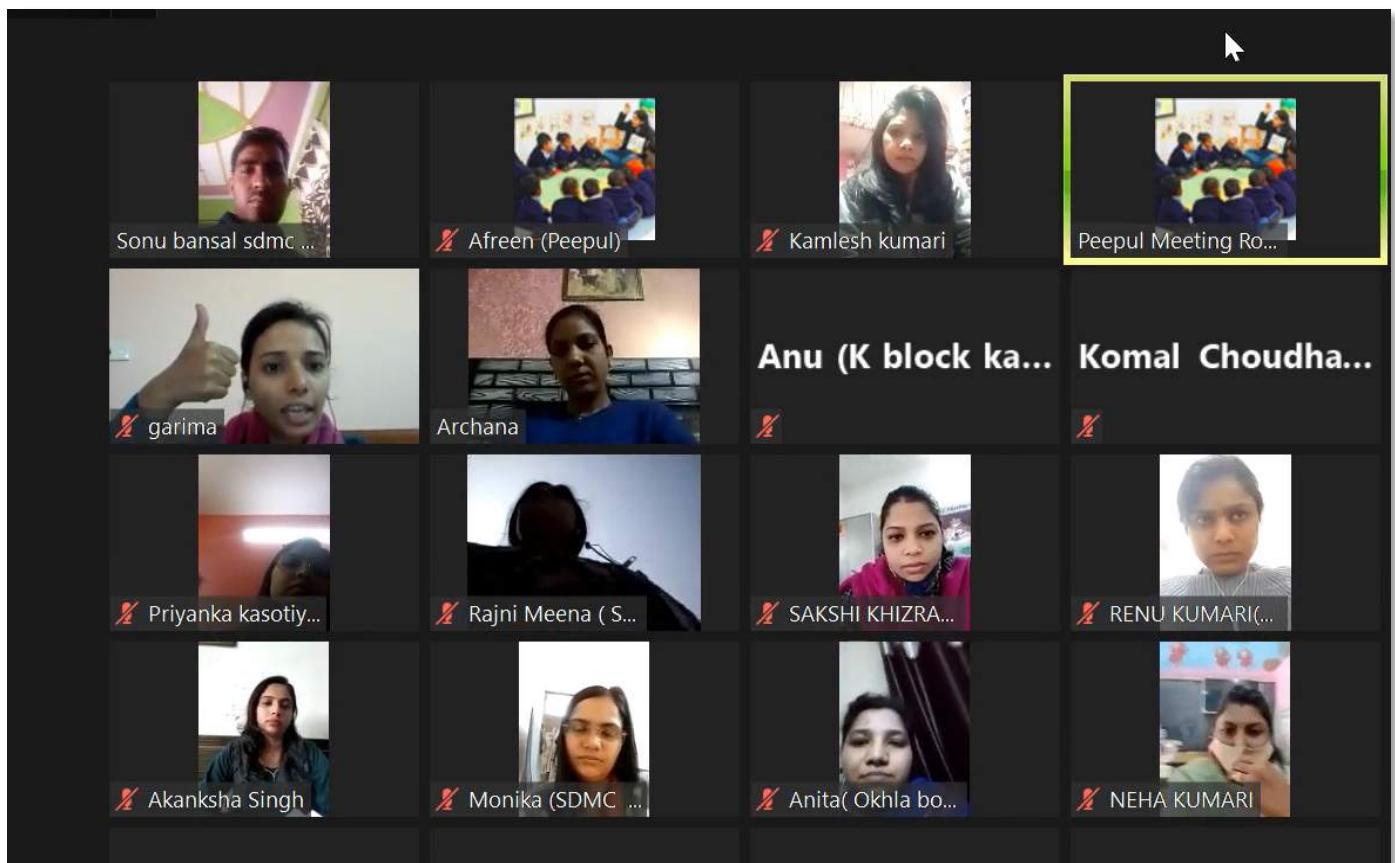 Sonu bansal sdmc ...
Afreen (Peepul)
Kamlesh kumari
Peepul Meeting Ro...
garima
Archana
Anu (K block ka...
Komal Choudha...
Priyanka kasotiy...
Rajni Meena ( S...
SAKSHI KHIZRA...
RENU KUMARI(...
Akanksha Singh
Monika (SDMC ...
Anita( Okhla bo...
NEHA KUMARI